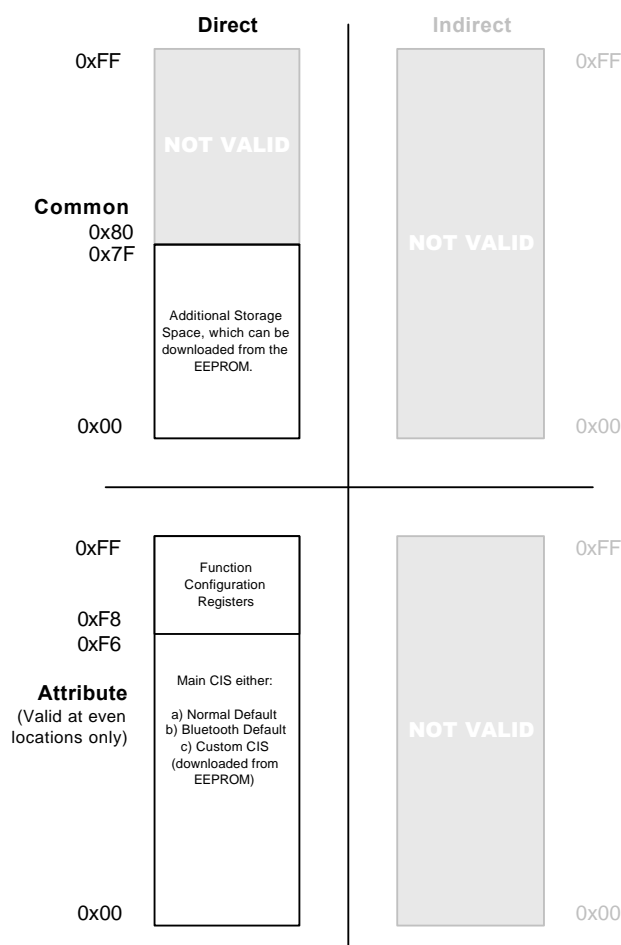 Direct
Indirect
0xFF
0xFF
NOT VALID
Common
0x80
0x7F
NOT VALID
Additional Storage
Space, which can be
downloaded from the
EEPROM.
0x00
0x00
0xFF
0xFF
Function
Configuration
Registers
0xF8
0xF6
Attribute
(Valid at even
locations only)
Main CIS either:
a) Normal Default
b) Bluetooth Default
c) Custom CIS
(downloaded from
EEPROM)
NOT VALID
0x00
0x00